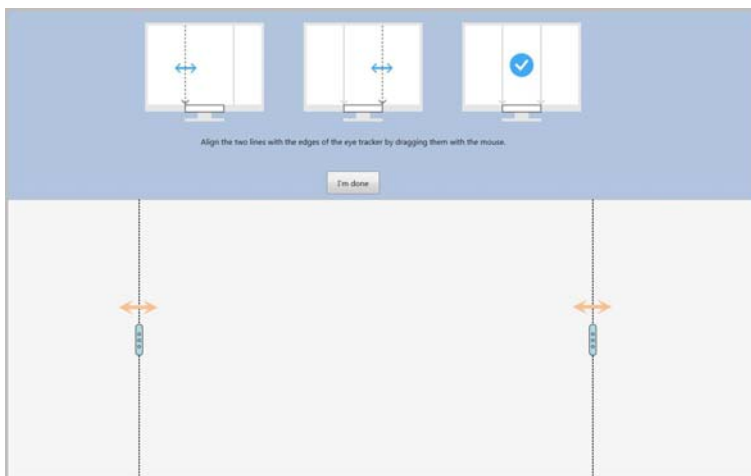 Align the two lines with the edges of the eye tracker by dragging them with the mouse.
I'm done